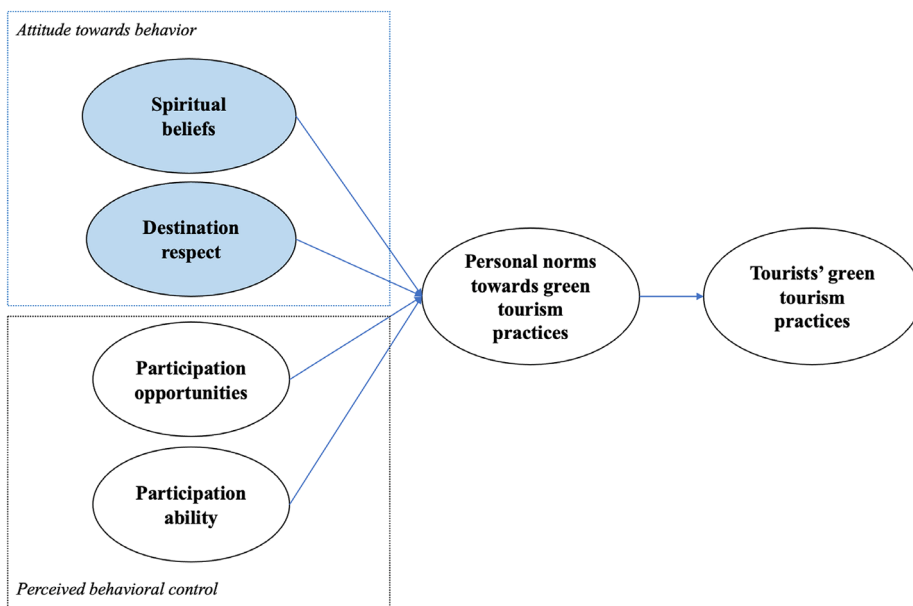 Attitude towards behavior
Spiritual
beliefs
Destination
respect
Participation
opportunities
Participation
ability
Perceived behavioral control
Personal norms
towards green
tourism
practices
Tourists’ green
tourism
practices